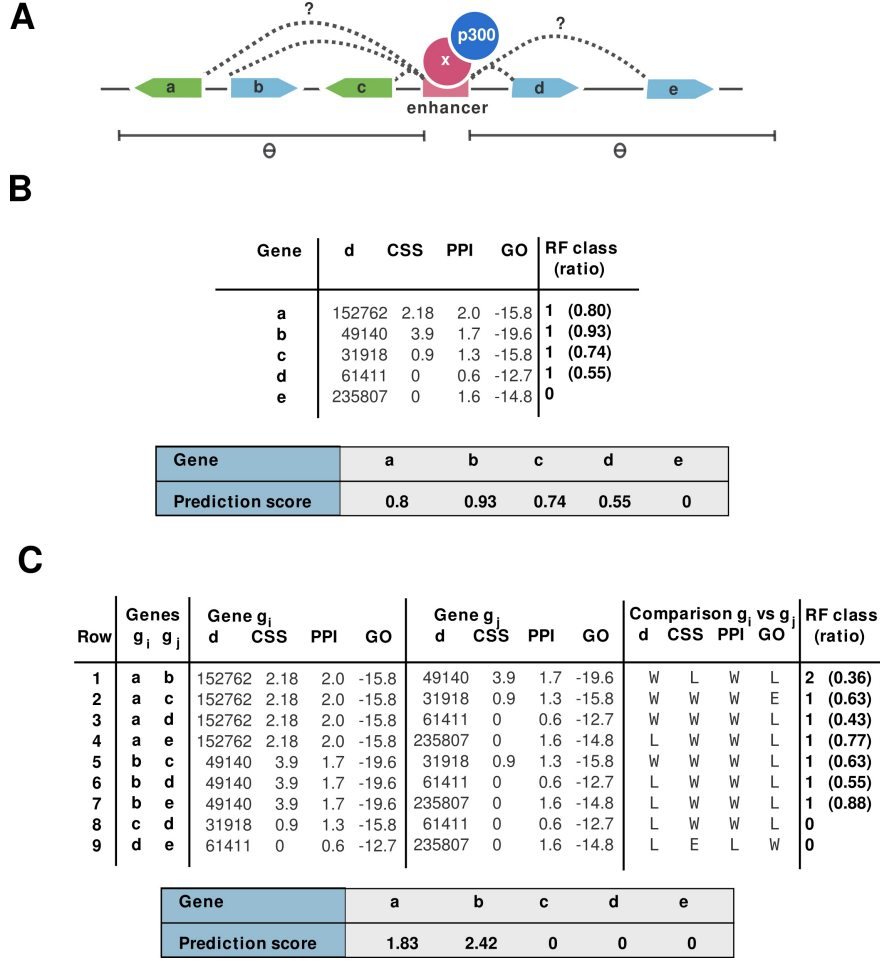 A
?
p300
?
x
a b c d e
enhancer
Θ Θ
B
Gene d CSS PPI GO RF class
(ratio)
a 152762 2.18 2.0 -15.8 1 (0.80)
b 49140 3.9 1.7 -19.6 1 (0.93)
c 31918 0.9 1.3 -15.8 1 (0.74)
d 61411 0 0.6 -12.7 1 (0.55)
e 235807 0 1.6 -14.8 0
Gene a b c d e
Prediction score 0.8 0.93 0.74 0.55 0
C
Genes Gene gi Gene gj Comparison gi vs gj RF class
Row gi gj d CSS PPI GO d CSS PPI GO d CSS PPI GO (ratio)
1 a b 152762 2.18 2.0 -15.8 49140 3.9 1.7 -19.6 W L W L 2 (0.36)
2 a c 152762 2.18 2.0 -15.8 31918 0.9 1.3 -15.8 W W W E 1 (0.63)
3 a d 152762 2.18 2.0 -15.8 61411 0 0.6 -12.7 W W W L 1 (0.43)
4 a e 152762 2.18 2.0 -15.8 235807 0 1.6 -14.8 L W W L 1 (0.77)
5 b c 49140 3.9 1.7 -19.6 31918 0.9 1.3 -15.8 W W W L 1 (0.63)
6 b d 49140 3.9 1.7 -19.6 61411 0 0.6 -12.7 L W W L 1 (0.55)
7 b e 49140 3.9 1.7 -19.6 235807 0 1.6 -14.8 L W W L 1 (0.88)
8 c d 31918 0.9 1.3 -15.8 61411 0 0.6 -12.7 L W W L 0
9 d e 61411 0 0.6 -12.7 235807 0 1.6 -14.8 L E L W 0
Gene a b c d e
Prediction score 1.83 2.42 0 0 0